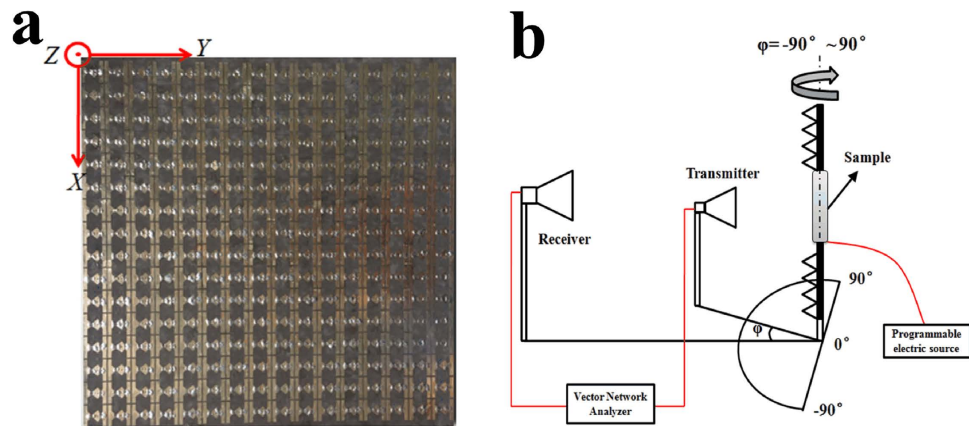 a
Z
Y
X
b
φ= -90° ~90°
Sample
Transmitter
Receiver
90°
φ
0°
Programmable
electric source
Vector Network
Analyzer
-90°